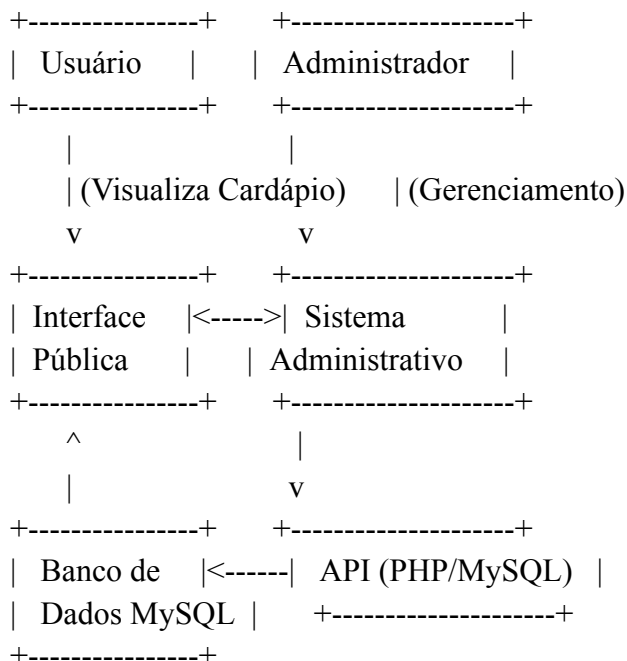 +----------------+ +---------------------+
| Usuário | | Administrador |
+----------------+ +---------------------+
| |
| (Visualiza Cardápio) | (Gerenciamento)
v v
+----------------+ +---------------------+
| Interface |<----->| Sistema |
| Pública | | Administrativo |
+----------------+ +---------------------+
^ |
| v
+----------------+ +---------------------+
| Banco de |<------| API (PHP/MySQL) |
| Dados MySQL | +---------------------+
+----------------+